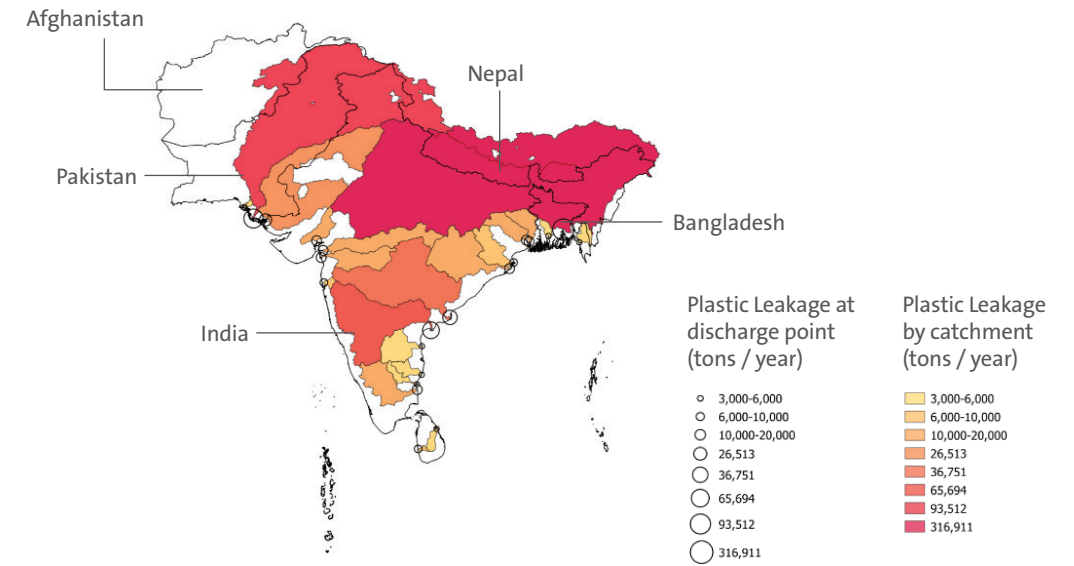 Afghanistan
Nepal
Pakistan
Bangladesh
India
Plastic Leakage at
discharge point
(tons / year)
3,000-6,000
6,000-10,000
10,000-20,000
26,513
36,751
65,694
93,512
316,911
Plastic Leakage
by catchment
(tons / year)
3,000-6,000
6,000-10,000
10,000-20,000
26,513
36,751
65,694
93,512
316,911